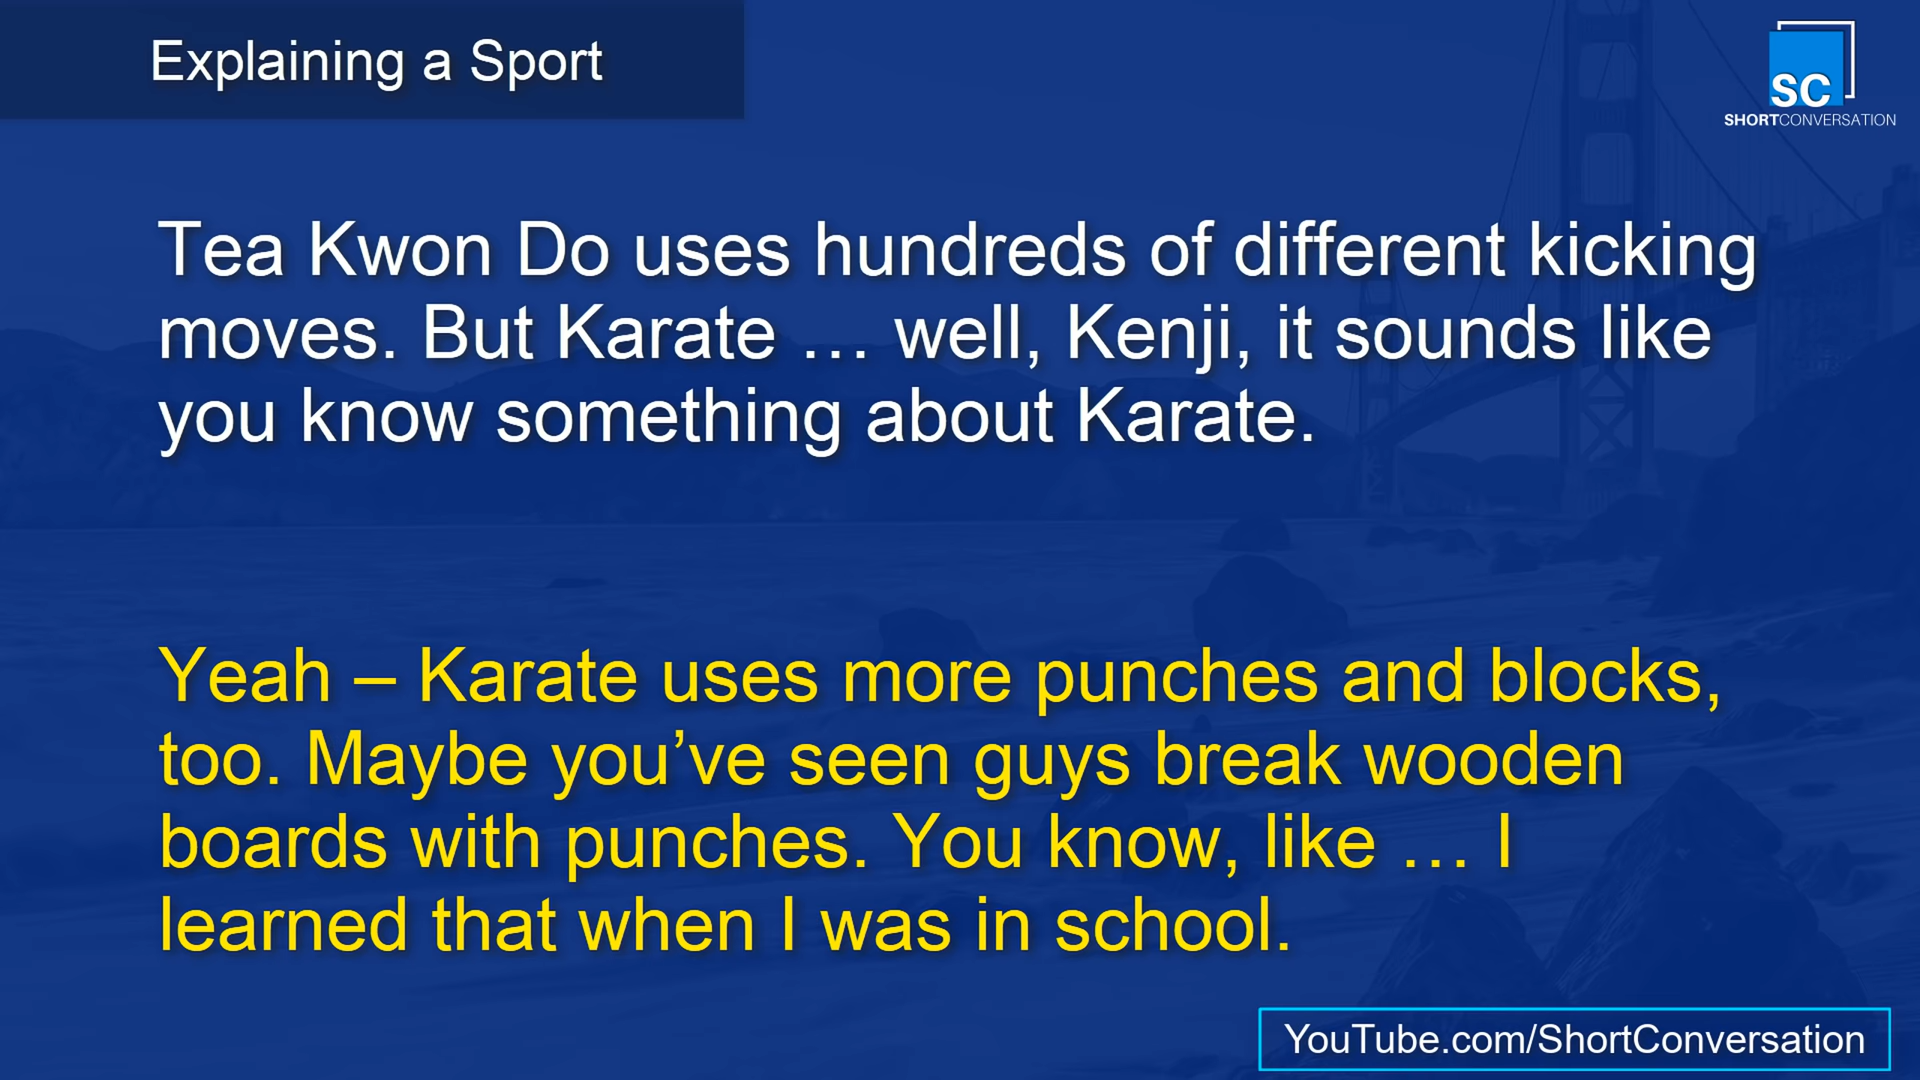 Explaining a Sport
SC
SHORTCONVERSATION
Tea Kwon Do uses hundreds of different kicking
moves. But Karate … well, Kenji, it sounds like
you know something about Karate.
Yeah – Karate uses more punches and blocks,
too. Maybe you’ve seen guys break wooden
boards with punches. You know, like … I
learned that when I was in school.
YouTube.com/ShortConversation